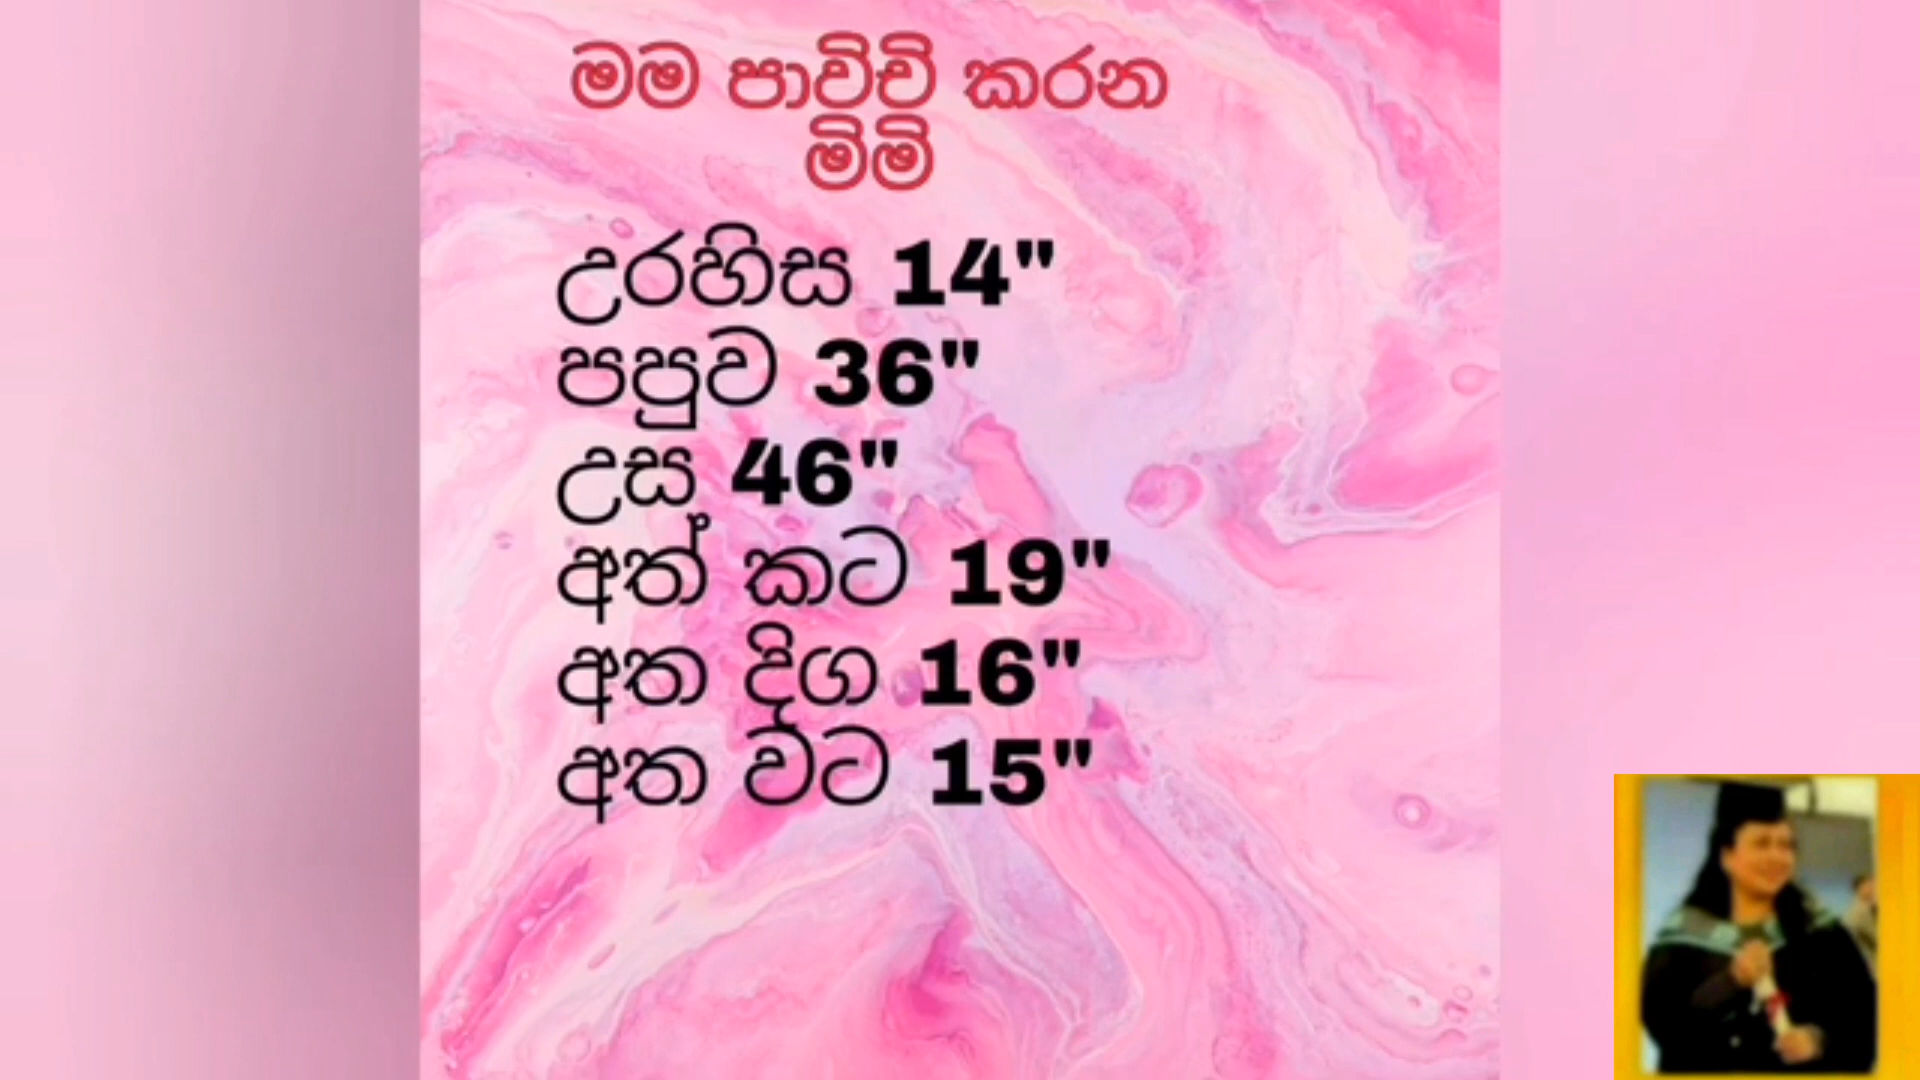 මම පාවිච්චි කරන
මිමි
උරහිස 14"
පපුව 36"
උස 46"
අත් කට 19"
අත දිග 16"
අත වට 15"